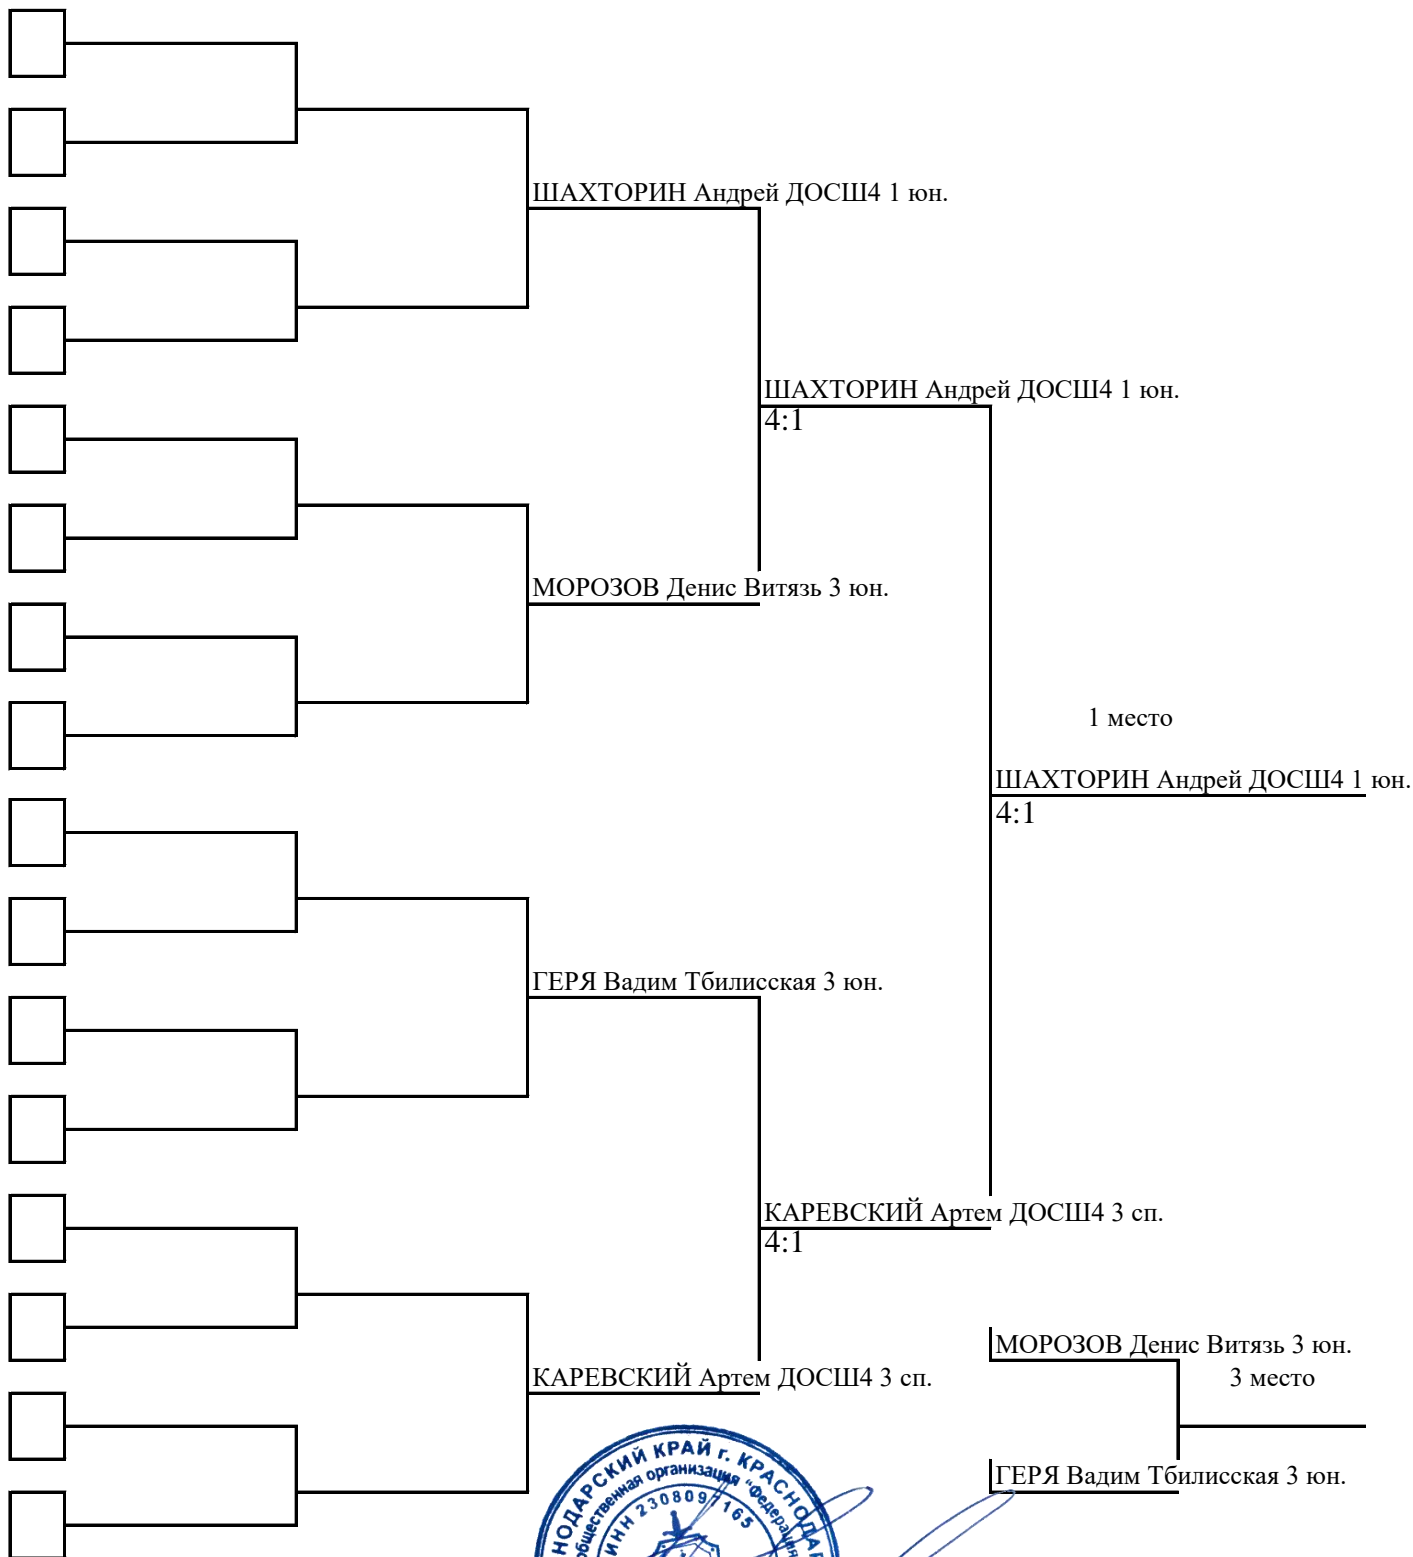 ШАХТОРИН Андрей ДОСШ4 1 юн.
ШАХТОРИН Андрей ДОСШ4 1 юн.
4:1
МОРОЗОВ Денис Витязь 3 юн.
1 место
ШАХТОРИН Андрей ДОСШ4 1 юн.
4:1
ГЕРЯ Вадим Тбилисская 3 юн.
КАРЕВСКИЙ Артем ДОСШ4 3 сп.
4:1
МОРОЗОВ Денис Витязь 3 юн.
КАРЕВСКИЙ Артем ДОСШ4 3 сп.
3 место
ГЕРЯ Вадим Тбилисская 3 юн.
НОДАРСКИЙ КРАЙ г. КРАСНОДАР
общественная организация "Федерация
ИНН 2308097165